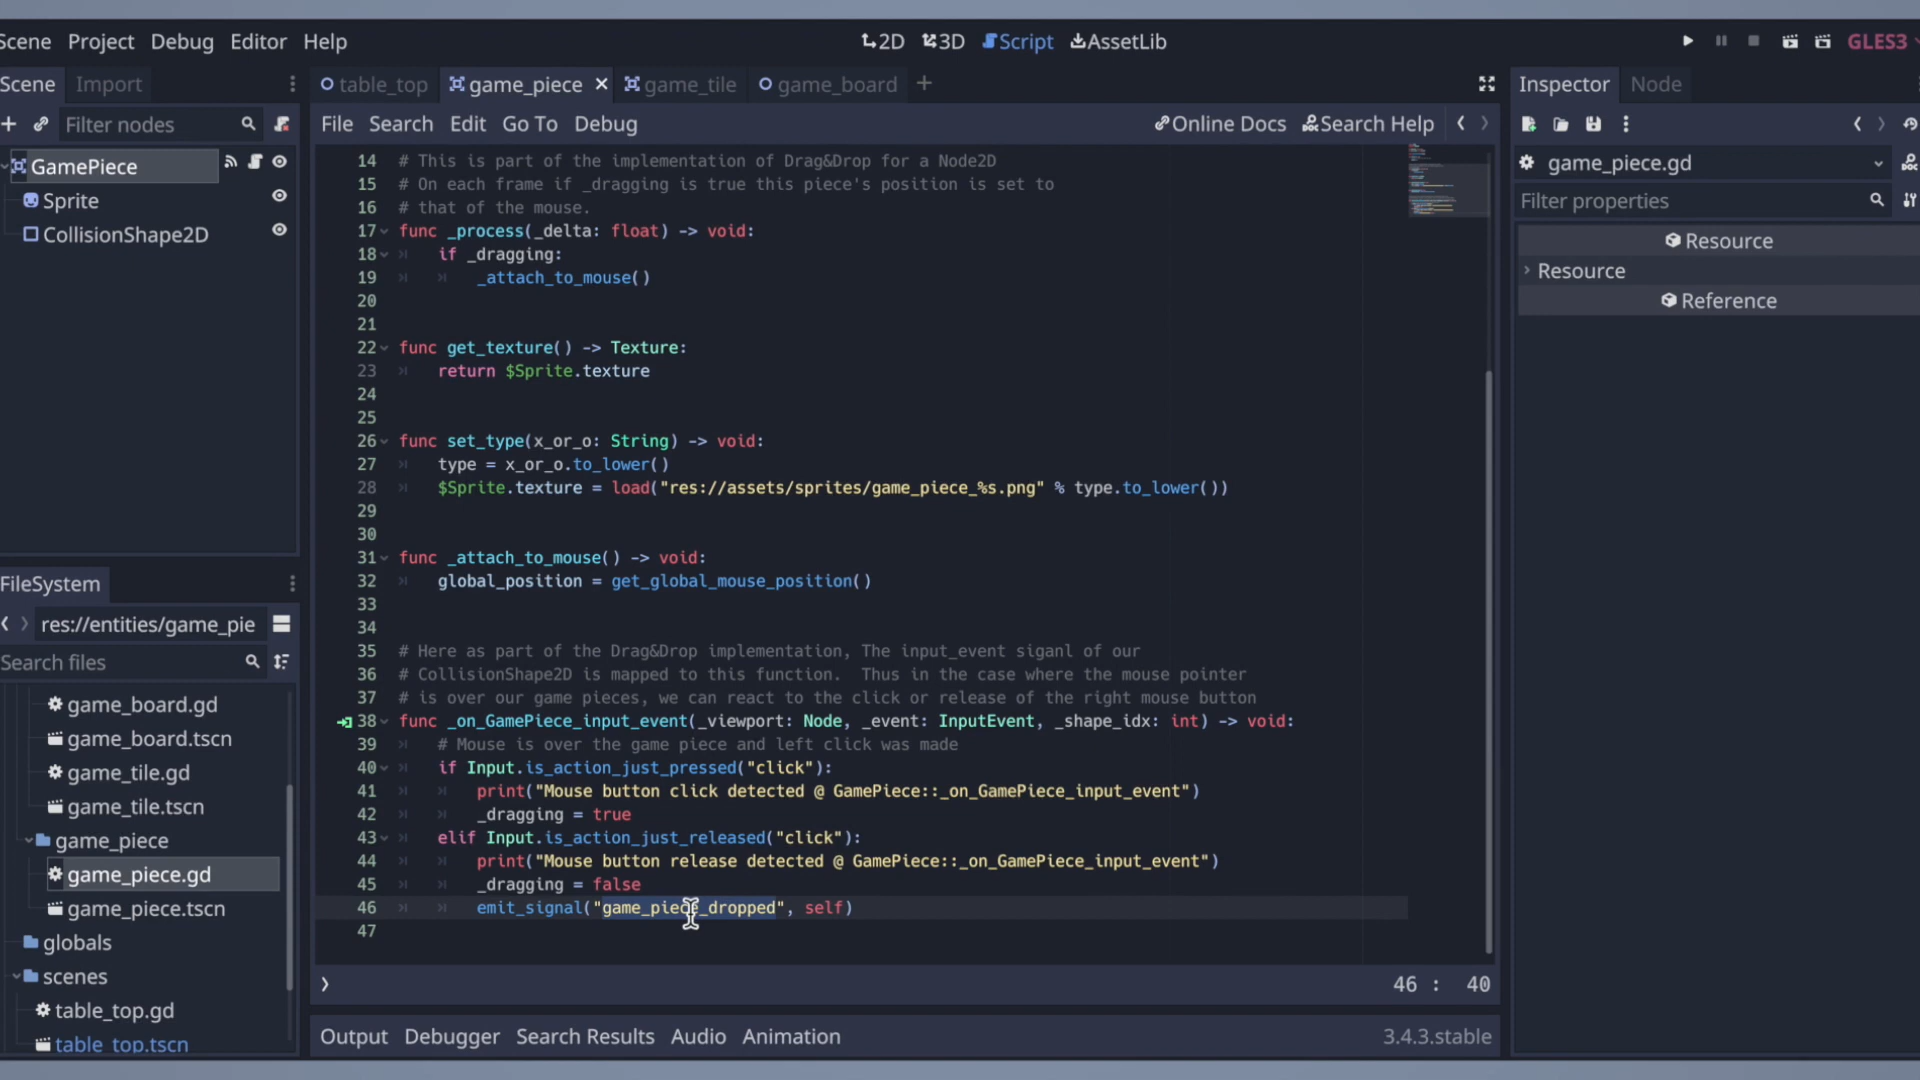 Scene Project Debug Editor Help
2D 3D Script AssetLib
GLES3
Scene Import
table_top game_piece game_tile game_board
Inspector Node
Filter nodes
File Search Edit Go To Debug
Online Docs Search Help
GamePiece
Sprite
CollisionShape2D
14 # This is part of the implementation of Drag&Drop for a Node2D
15 # On each frame if _dragging is true this piece's position is set to
16 # that of the mouse.
17 func _process(_delta: float) -> void:
18 if _dragging:
19 _attach_to_mouse()
20
21
22 func get_texture() -> Texture:
23 return $Sprite.texture
24
25
26 func set_type(x_or_o: String) -> void:
27 type = x_or_o.to_lower()
28 $Sprite.texture = load("res://assets/sprites/game_piece_%s.png" % type.to_lower())
29
30
31 func _attach_to_mouse() -> void:
32 global_position = get_global_mouse_position()
33
34
35 # Here as part of the Drag&Drop implementation, The input_event siganl of our
36 # CollisionShape2D is mapped to this function.  Thus in the case where the mouse pointer
37 # is over our game pieces, we can react to the click or release of the right mouse button
38 func _on_GamePiece_input_event(_viewport: Node, _event: InputEvent, _shape_idx: int) -> void:
39 # Mouse is over the game piece and left click was made
40 if Input.is_action_just_pressed("click"):
41 print("Mouse button click detected @ GamePiece::_on_GamePiece_input_event")
42 _dragging = true
43 elif Input.is_action_just_released("click"):
44 print("Mouse button release detected @ GamePiece::_on_GamePiece_input_event")
45 _dragging = false
46 emit_signal("game_piece_dropped", self)
47
46 : 40
Output Debugger Search Results Audio Animation
3.4.3.stable
FileSystem
res://entities/game_pie
Search files
game_board.gd
game_board.tscn
game_tile.gd
game_tile.tscn
game_piece
game_piece.gd
game_piece.tscn
globals
scenes
table_top.gd
table_top.tscn
game_piece.gd
Filter properties
Resource
Resource
Reference